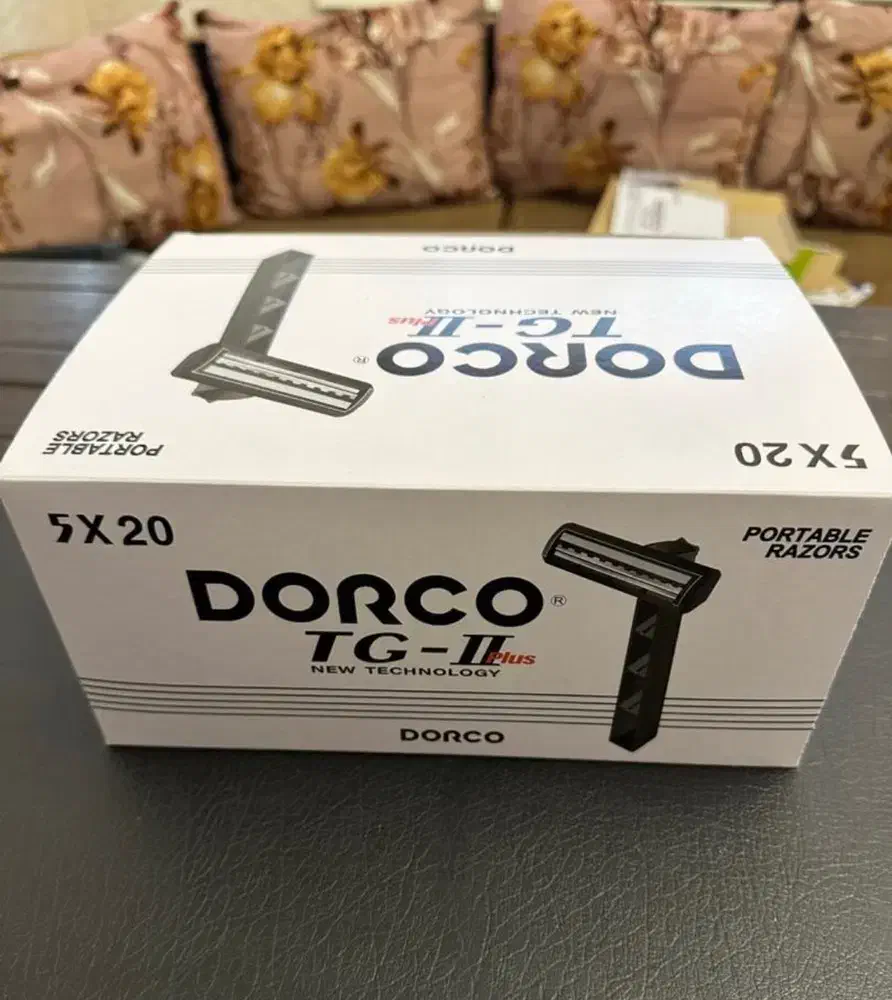 DORCO
NEW TECHNOLOGY
TG-II Plus
DORCO®
PORTABLE
RAZORS
5X20
5X20
PORTABLE
RAZORS
DORCO®
TG-II Plus
NEW TECHNOLOGY
DORCO